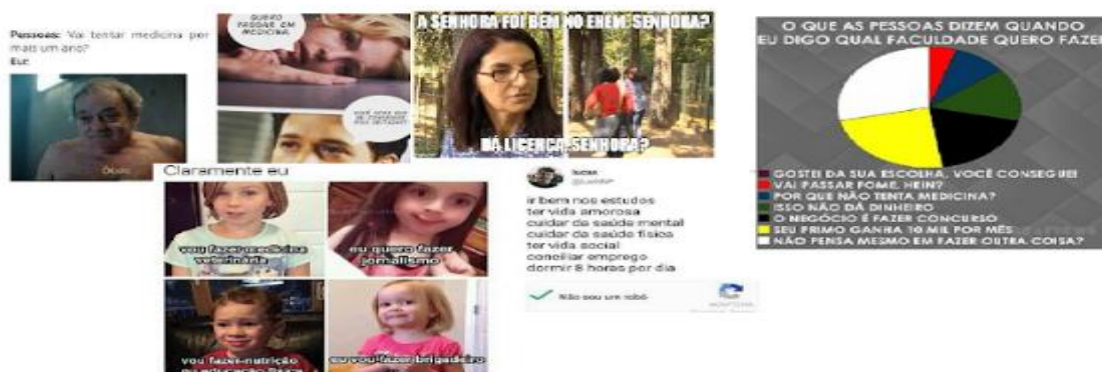 Pessoas: Vai tentar medicina por
mais um ano?
Eu:
QUERO
PASSAR EM
MEDICINA
A SENHORA FOI BEM NO ENEM, SENHORA?
DÁ LICENÇA, SENHORA?
O QUE AS PESSOAS DIZEM QUANDO
EU DIGO QUAL FACULDADE QUERO FAZER
GOSTEI DA SUA ESCOLHA, VOCÊ CONSEGUE!
VAI PASSAR FOME, HEIN?
POR QUE NÃO TENTA MEDICINA?
ISSO NÃO DÁ DINHEIRO
O NEGÓCIO É FAZER CONCURSO
SEU PRIMO GANHA 10 MIL POR MÊS
NÃO PENSA MESMO EM FAZER OUTRA COISA?
Claramente eu
vou fazer medicina
veterinária
eu quero fazer
jornalismo
vou fazer nutrição
ou educação física
eu vou fazer brigadeiro
lucas
ir bem nos estudos
ter vida amorosa
cuidar da saúde mental
cuidar da saúde física
ter vida social
conciliar emprego
dormir 8 horas por dia
Não sou um robô